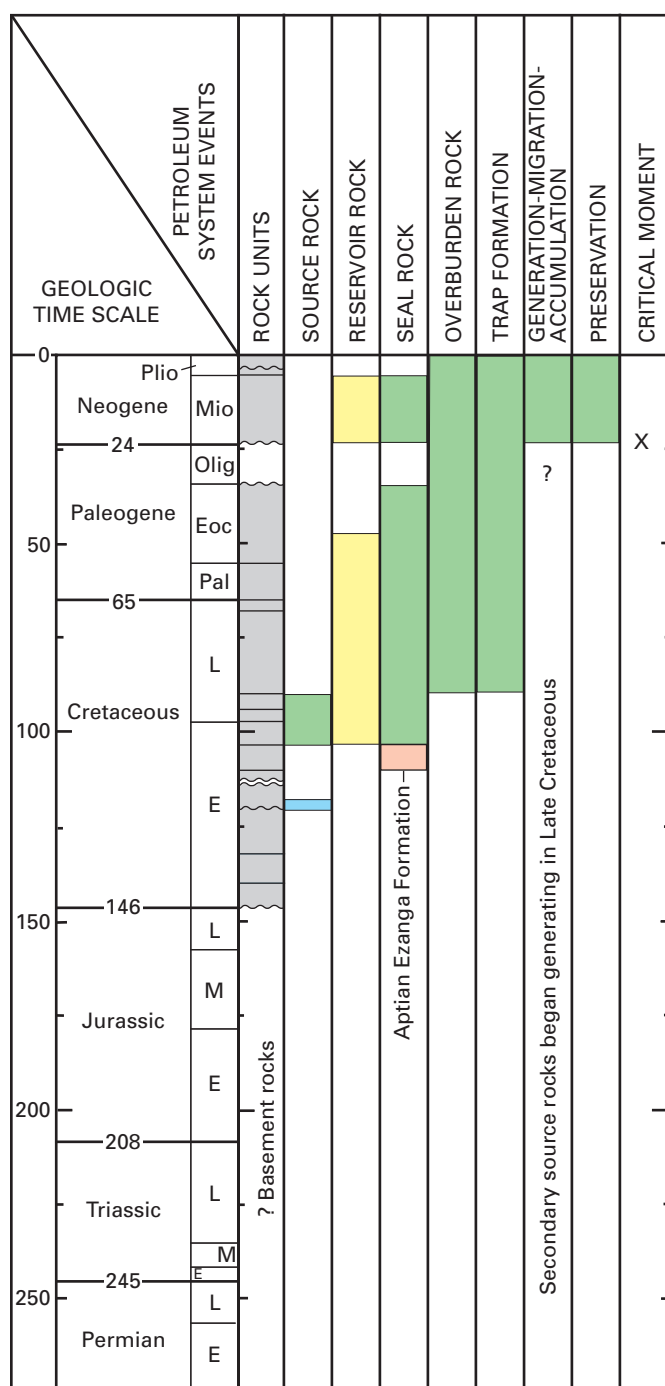 PETROLEUM
SYSTEM EVENTS
GEOLOGIC
TIME SCALE
ROCK UNITS
SOURCE ROCK
RESERVOIR ROCK
SEAL ROCK
OVERBURDEN ROCK
TRAP FORMATION
GENERATION-MIGRATION-
ACCUMULATION
PRESERVATION
CRITICAL MOMENT
0
Plio
Neogene
Mio
24
X
Olig
?
Paleogene
Eoc
50
Pal
65
L
Cretaceous
100
E
Aptian Ezanga Formation
Secondary source rocks began generating in Late Cretaceous
146
150
L
M
Jurassic
E
? Basement rocks
200
208
L
Triassic
M
E
245
250
L
Permian
E